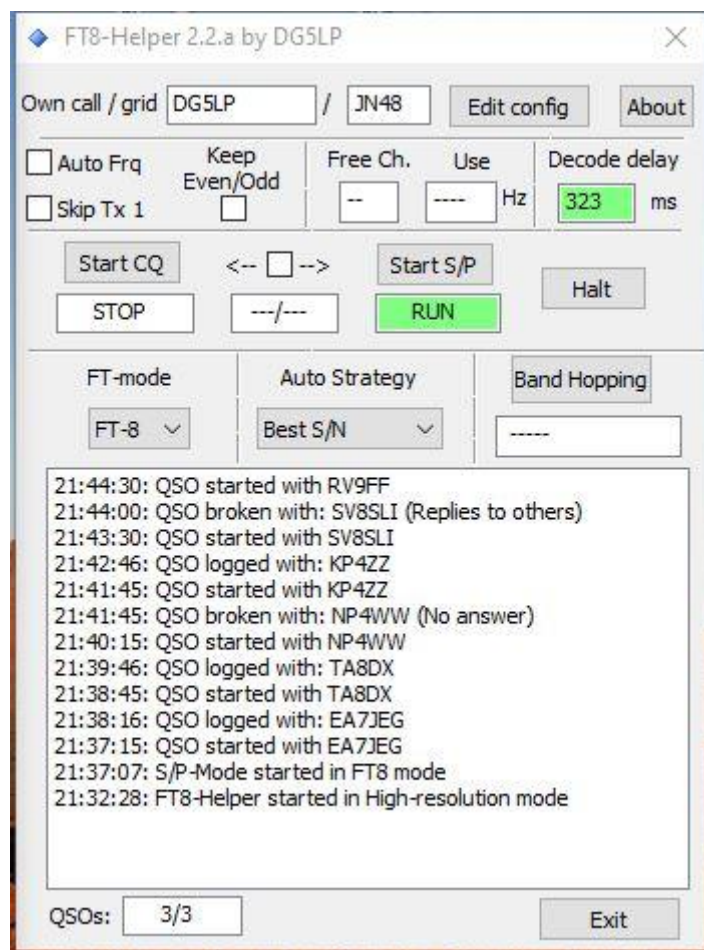 FT8-Helper 2.2.a by DG5LP
Own call / grid DG5LP / JN48 Edit config About
Auto Frq Keep Even/Odd Free Ch. Use Decode delay
Skip Tx 1 -- ---- Hz 323 ms
Start CQ <-- --> Start S/P Halt
STOP ---/--- RUN
FT-mode Auto Strategy Band Hopping
FT-8 Best S/N -----
21:44:30: QSO started with RV9FF
21:44:00: QSO broken with: SV8SLI (Replies to others)
21:43:30: QSO started with SV8SLI
21:42:46: QSO logged with: KP4ZZ
21:41:45: QSO started with KP4ZZ
21:41:45: QSO broken with: NP4WW (No answer)
21:40:15: QSO started with NP4WW
21:39:46: QSO logged with: TA8DX
21:38:45: QSO started with TA8DX
21:38:16: QSO logged with: EA7JEG
21:37:15: QSO started with EA7JEG
21:37:07: S/P-Mode started in FT8 mode
21:32:28: FT8-Helper started in High-resolution mode
QSOs: 3/3 Exit